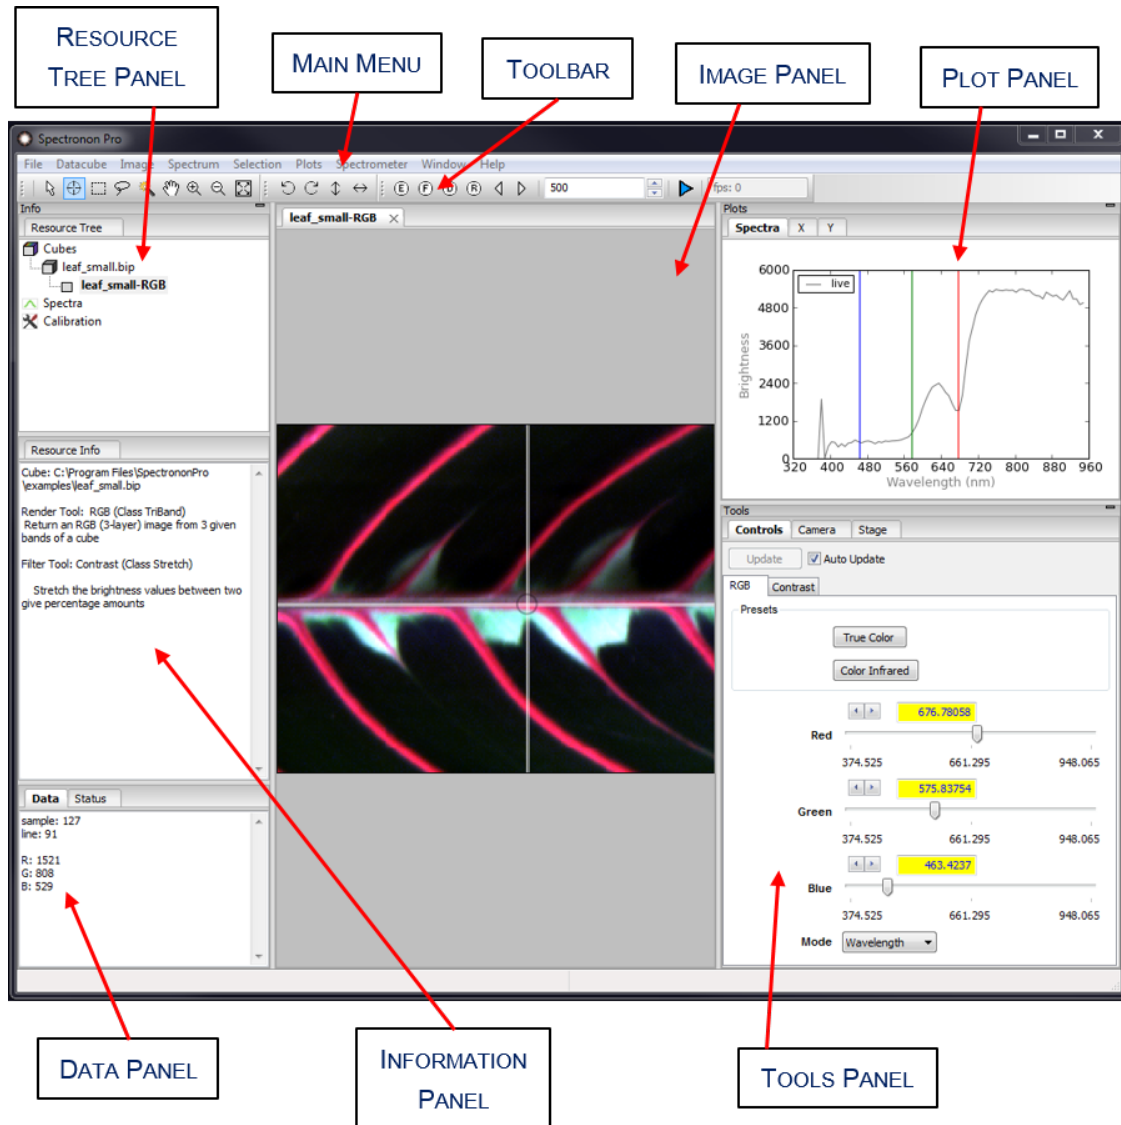 RESOURCE
TREE PANEL
MAIN MENU
TOOLBAR
IMAGE PANEL
PLOT PANEL
Spectronon Pro
File Datacube Image Spectrum Selection Plots Spectrometer Window Help
E F R 500 fps: 0
Info
Resource Tree
Cubes
leaf_small.bip
leaf_small-RGB
Spectra
Calibration
Resource Info
Cube: C:\Program Files\SpectrononPro
\examples\leaf_small.bip
Render Tool: RGB (Class TriBand)
Return an RGB (3-layer) image from 3 given
bands of a cube
Filter Tool: Contrast (Class Stretch)
Stretch the brightness values between two
give percentage amounts
Data Status
sample: 127
line: 91
R: 1521
G: 808
B: 529
leaf_small-RGB
Plots
Spectra X Y
live
6000
4800
3600
2400
1200
0
Brightness
320 400 480 560 640 720 800 880 960
Wavelength (nm)
Tools
Controls Camera Stage
Update Auto Update
RGB Contrast
Presets
True Color
Color Infrared
676.78058
Red
374.525 661.295 948.065
575.83754
Green
374.525 661.295 948.065
463.4237
Blue
374.525 661.295 948.065
Mode Wavelength
DATA PANEL
INFORMATION
PANEL
TOOLS PANEL